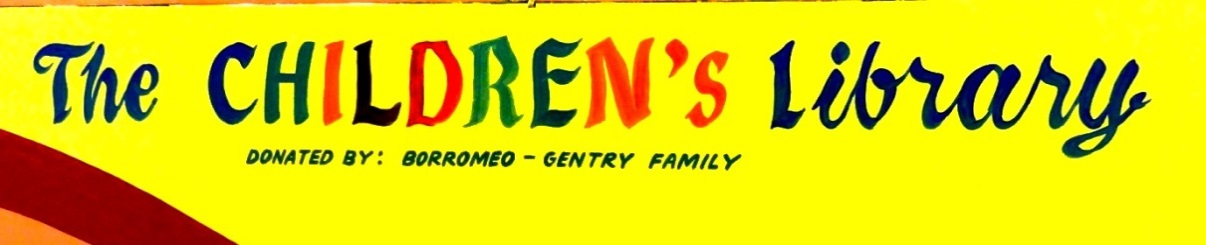 The CHILDREN'S Library
DONATED BY: BORROMEO - GENTRY FAMILY